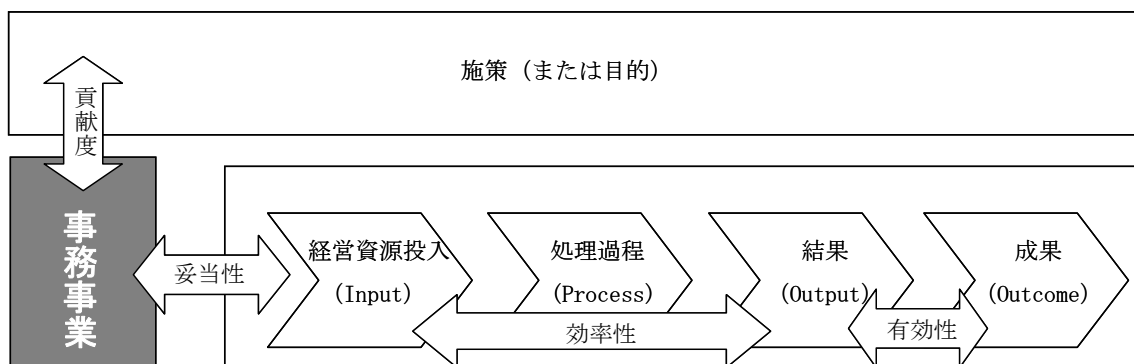 施策（または目的）
貢献度
事務事業
妥当性
経営資源投入
(Input)
処理過程
(Process)
結果
(Output)
成果
(Outcome)
効率性
有効性